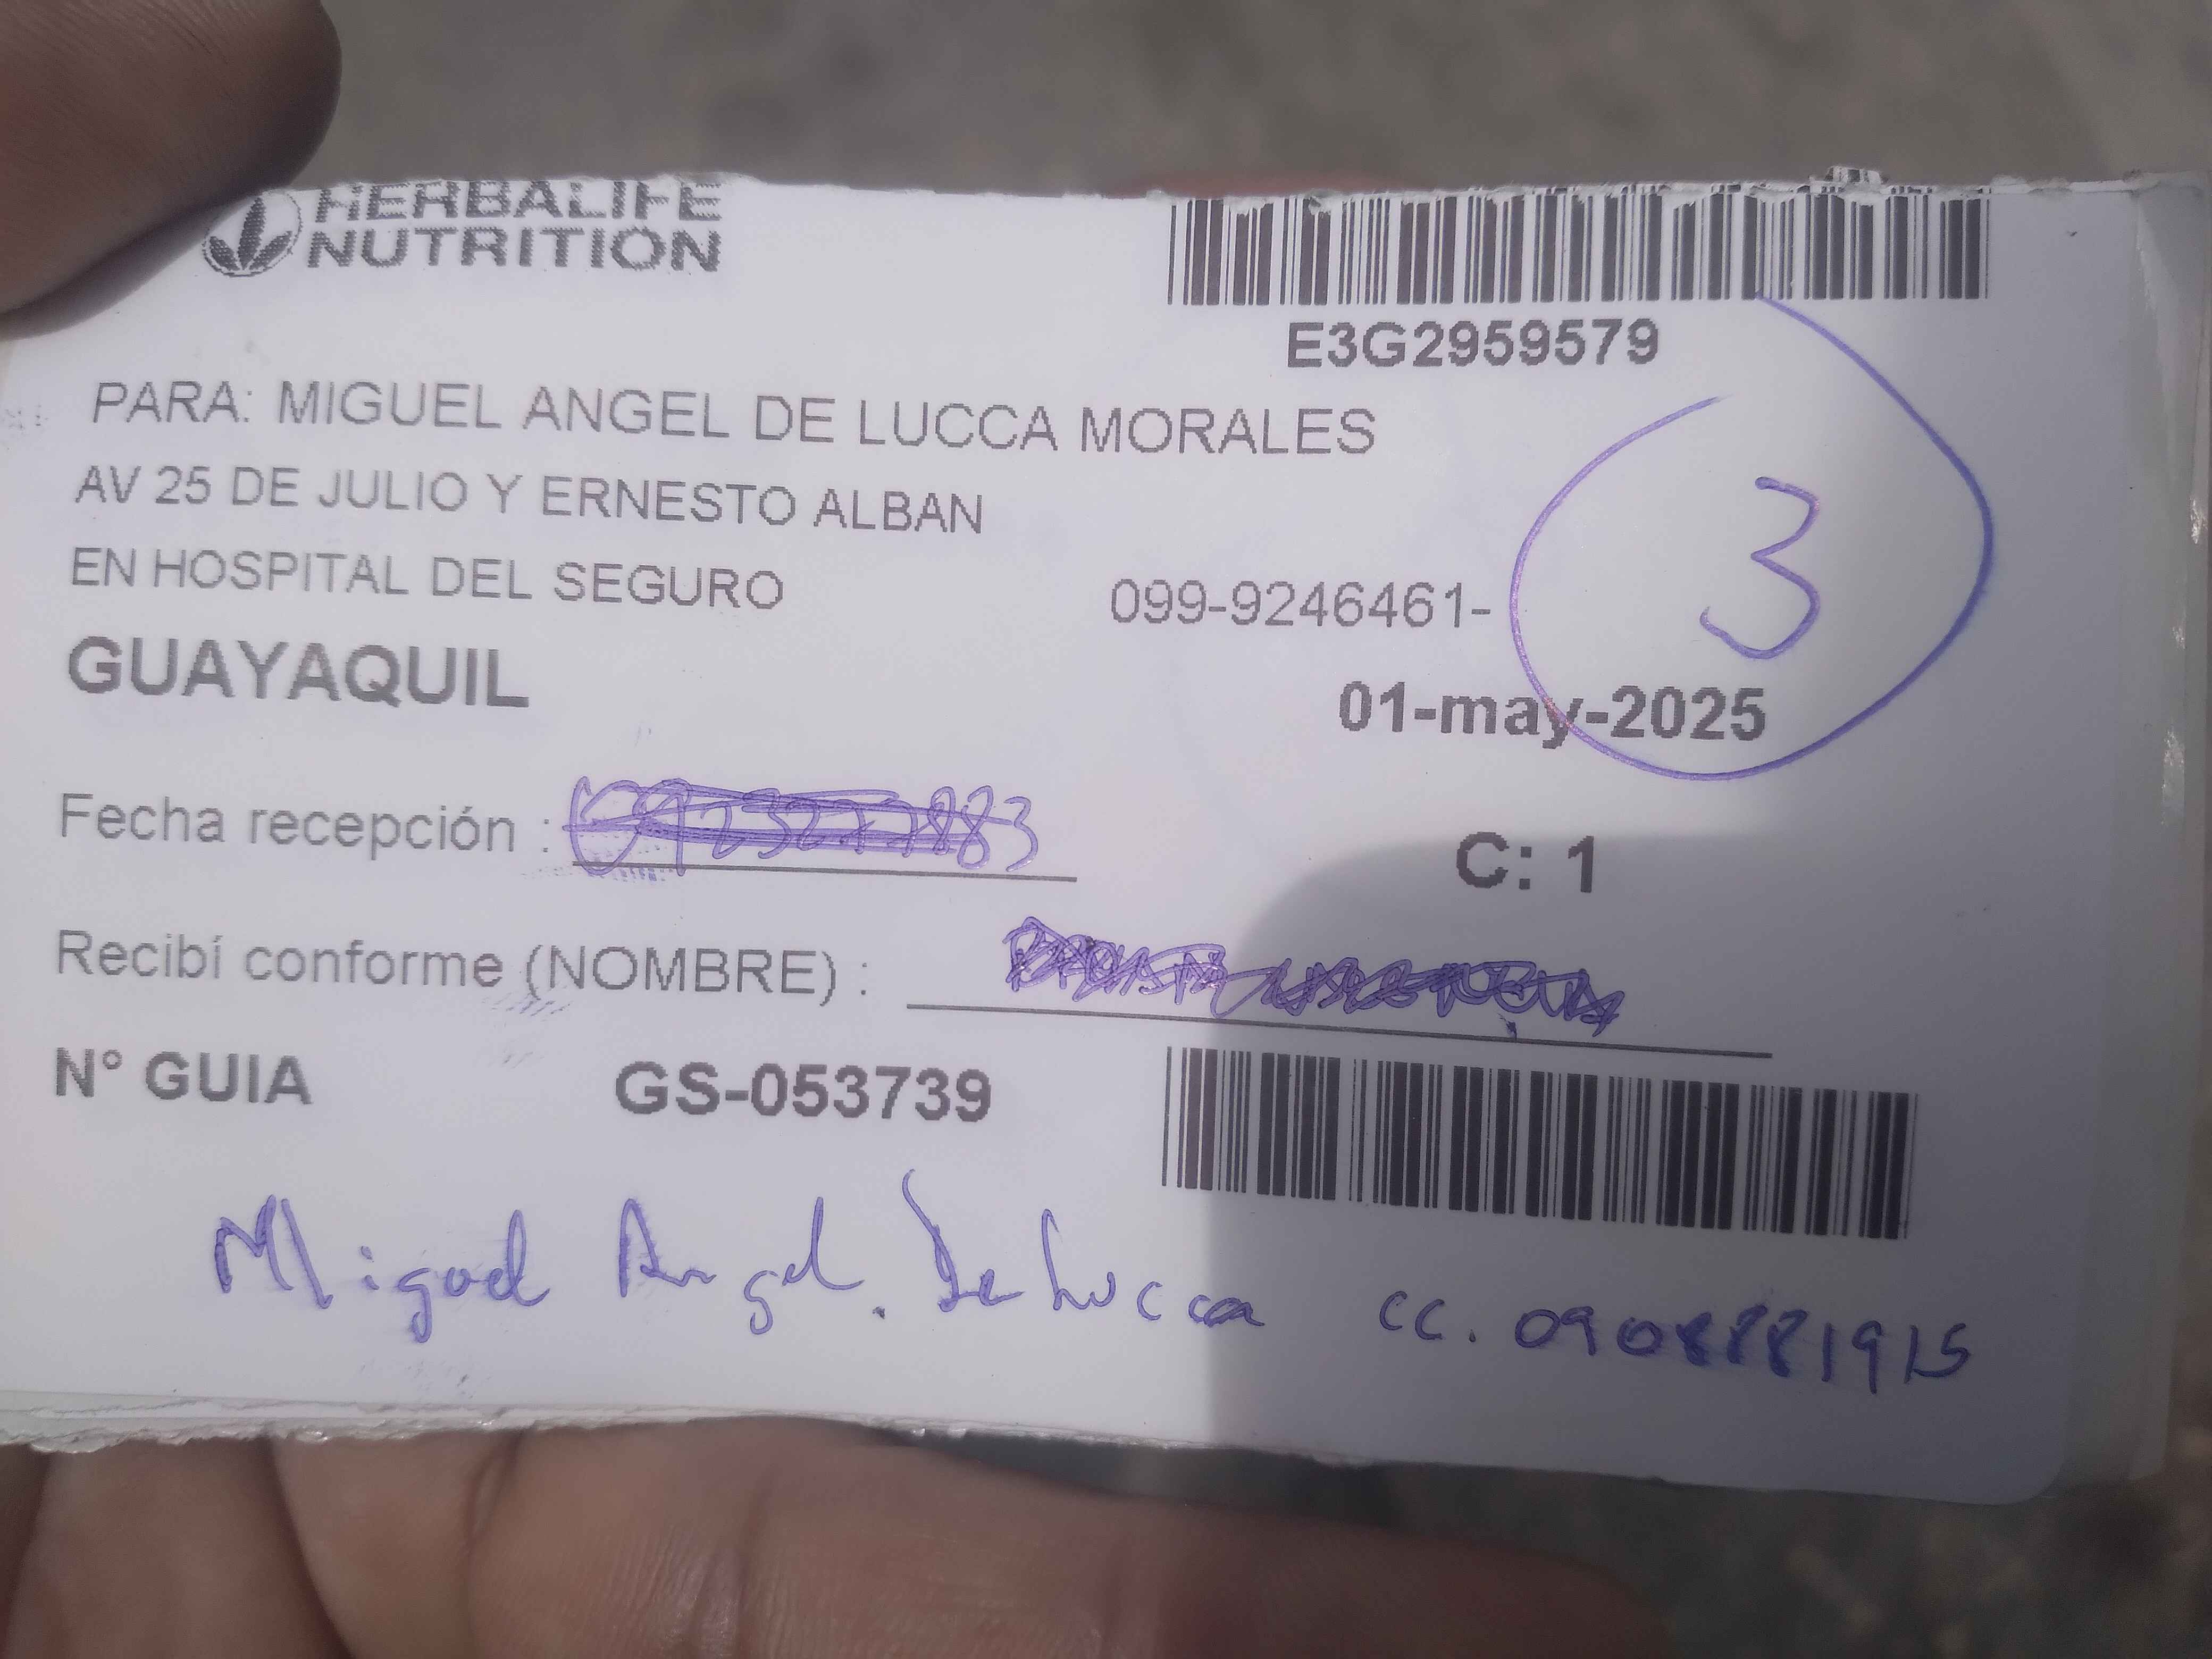 HERBALIFE
NUTRITION
E3G2959579
PARA: MIGUEL ANGEL DE LUCCA MORALES
AV 25 DE JULIO Y ERNESTO ALBAN
EN HOSPITAL DEL SEGURO
099-9246461-
3
GUAYAQUIL
01-may-2025
Fecha recepción :
C: 1
Recibí conforme (NOMBRE) :
N° GUIA GS-053739
Miguel Angel. De Lucca cc. 0908881915